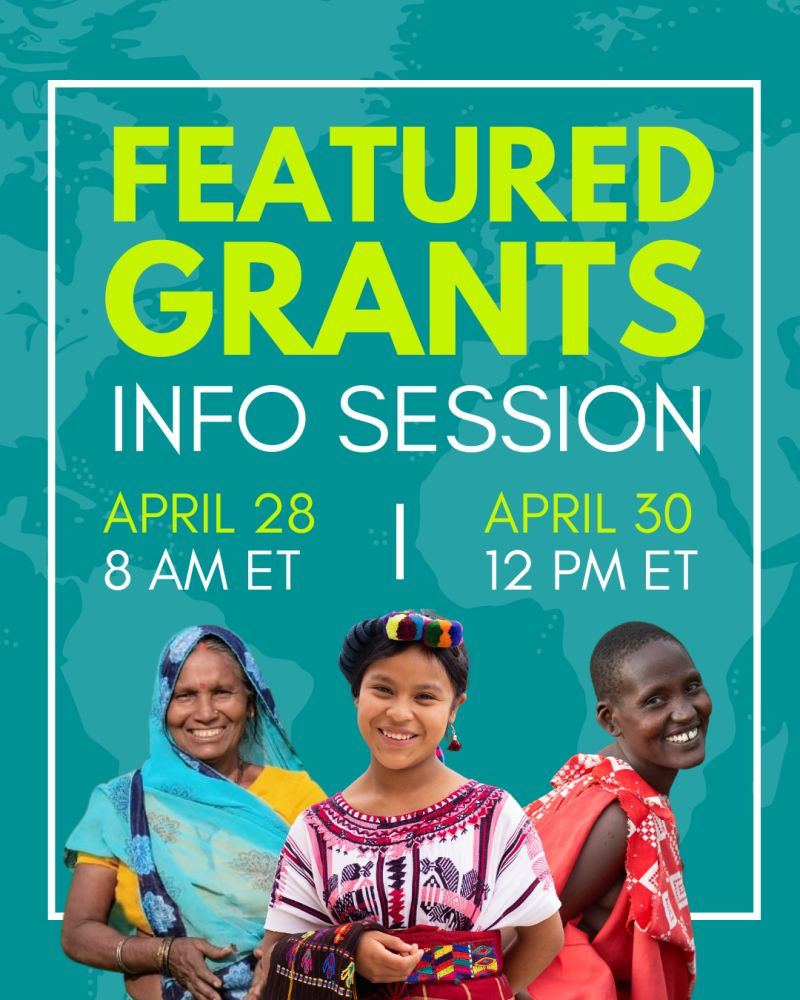 FEATURED
GRANTS
INFO SESSION
APRIL 28
8 AM ET
APRIL 30
12 PM ET